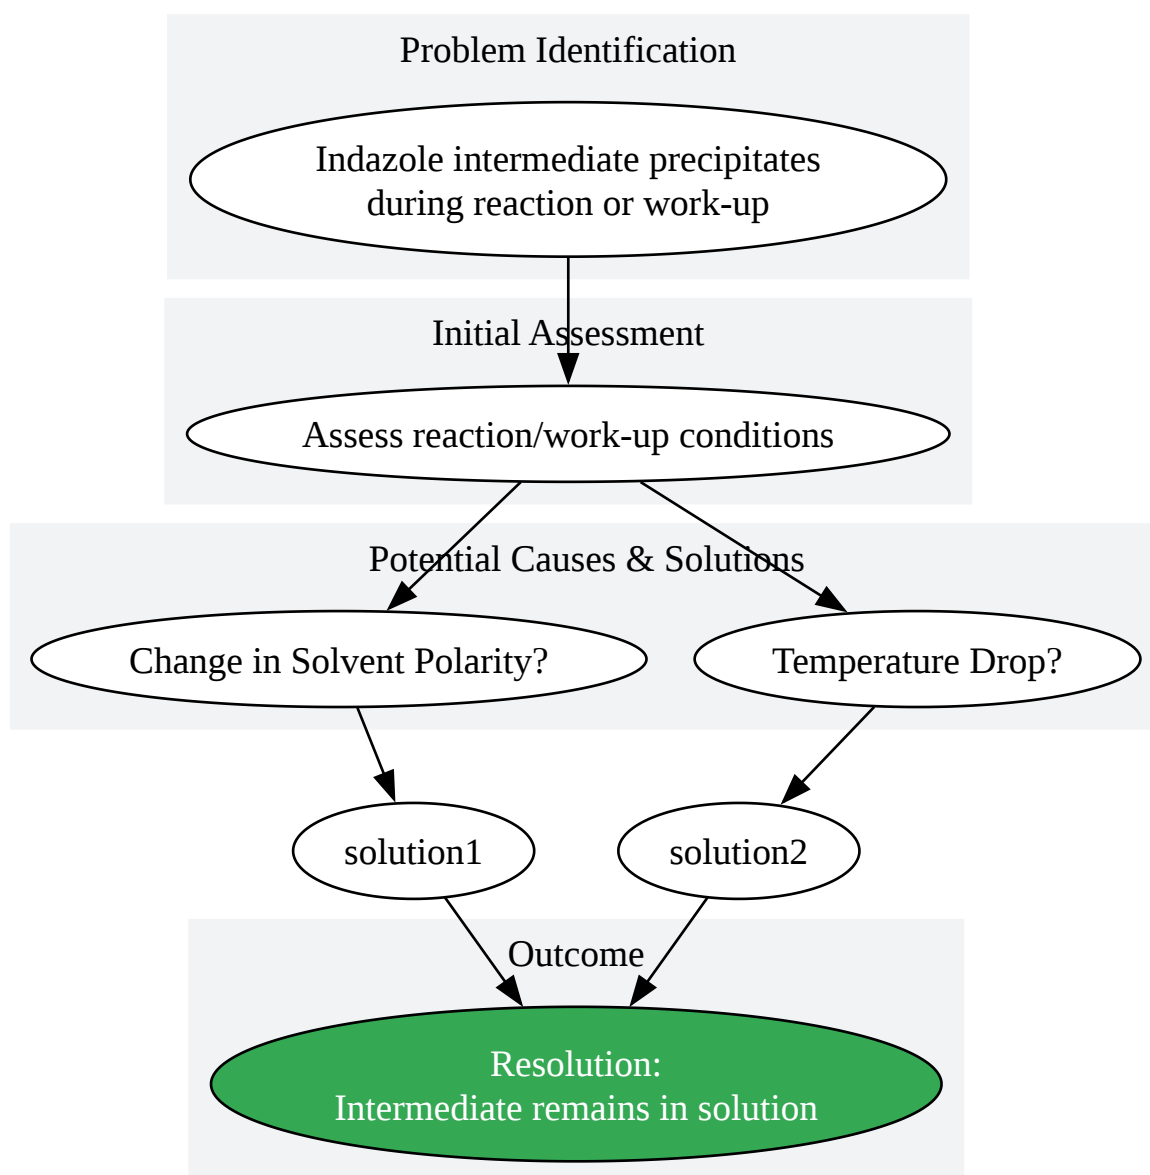 Problem Identification
Indazole intermediate precipitates
during reaction or work-up
Initial Assessment
Assess reaction/work-up conditions
Potential Causes & Solutions
Change in Solvent Polarity?
Temperature Drop?
solution1
solution2
Outcome
Resolution:
Intermediate remains in solution